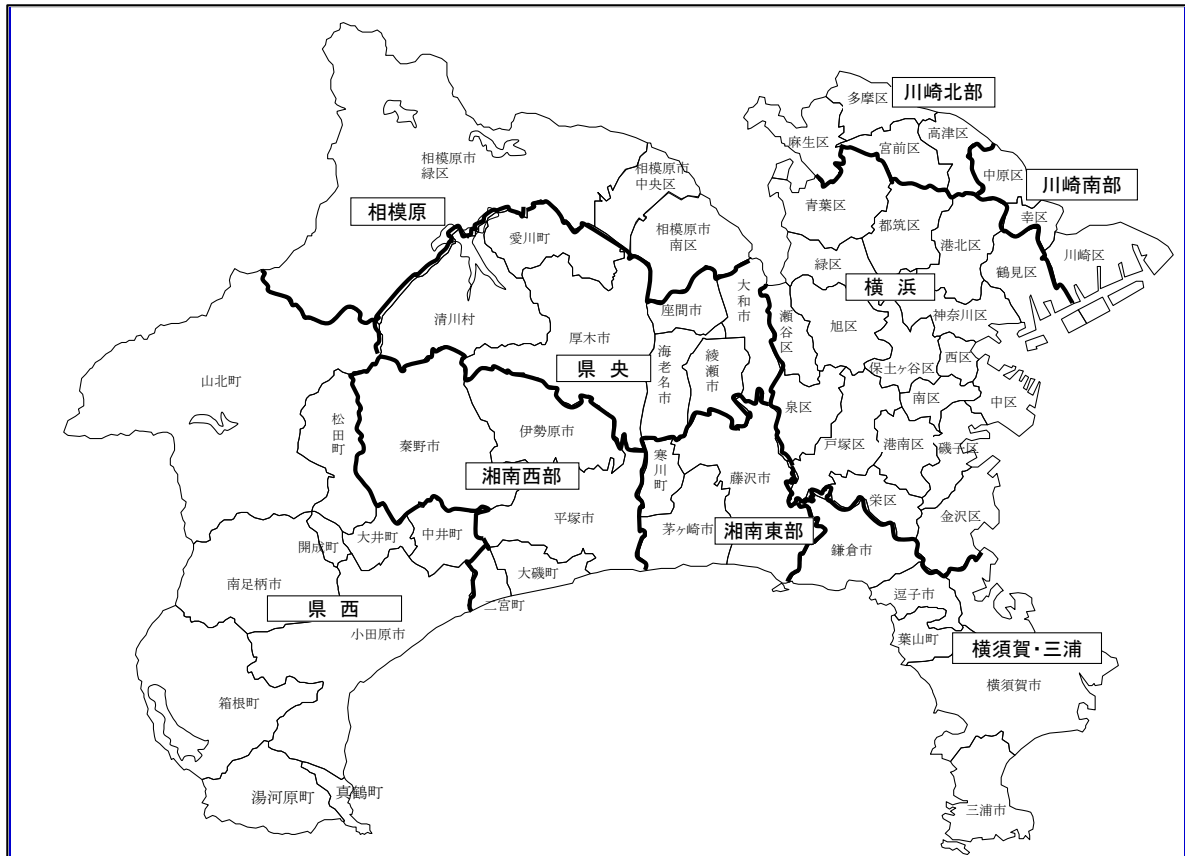 多摩区
川崎北部
高津区
麻生区
宮前区
中原区
川崎南部
幸区
川崎区
相模原市
緑区
相模原市
中央区
相模原市
南区
相模原
愛川町
青葉区
都筑区
港北区
鶴見区
緑区
横 浜
神奈川区
大和市
座間市
瀬谷区
旭区
清川村
厚木市
海老名市
綾瀬市
県 央
保土ヶ谷区
西区
南区
中区
山北町
松田町
秦野市
伊勢原市
泉区
戸塚区
港南区
磯子区
湘南西部
寒川町
藤沢市
栄区
金沢区
平塚市
茅ヶ崎市
湘南東部
鎌倉市
開成町
大井町
中井町
大磯町
二宮町
南足柄市
県 西
小田原市
逗子市
葉山町
横須賀・三浦
横須賀市
箱根町
湯河原町
真鶴町
三浦市